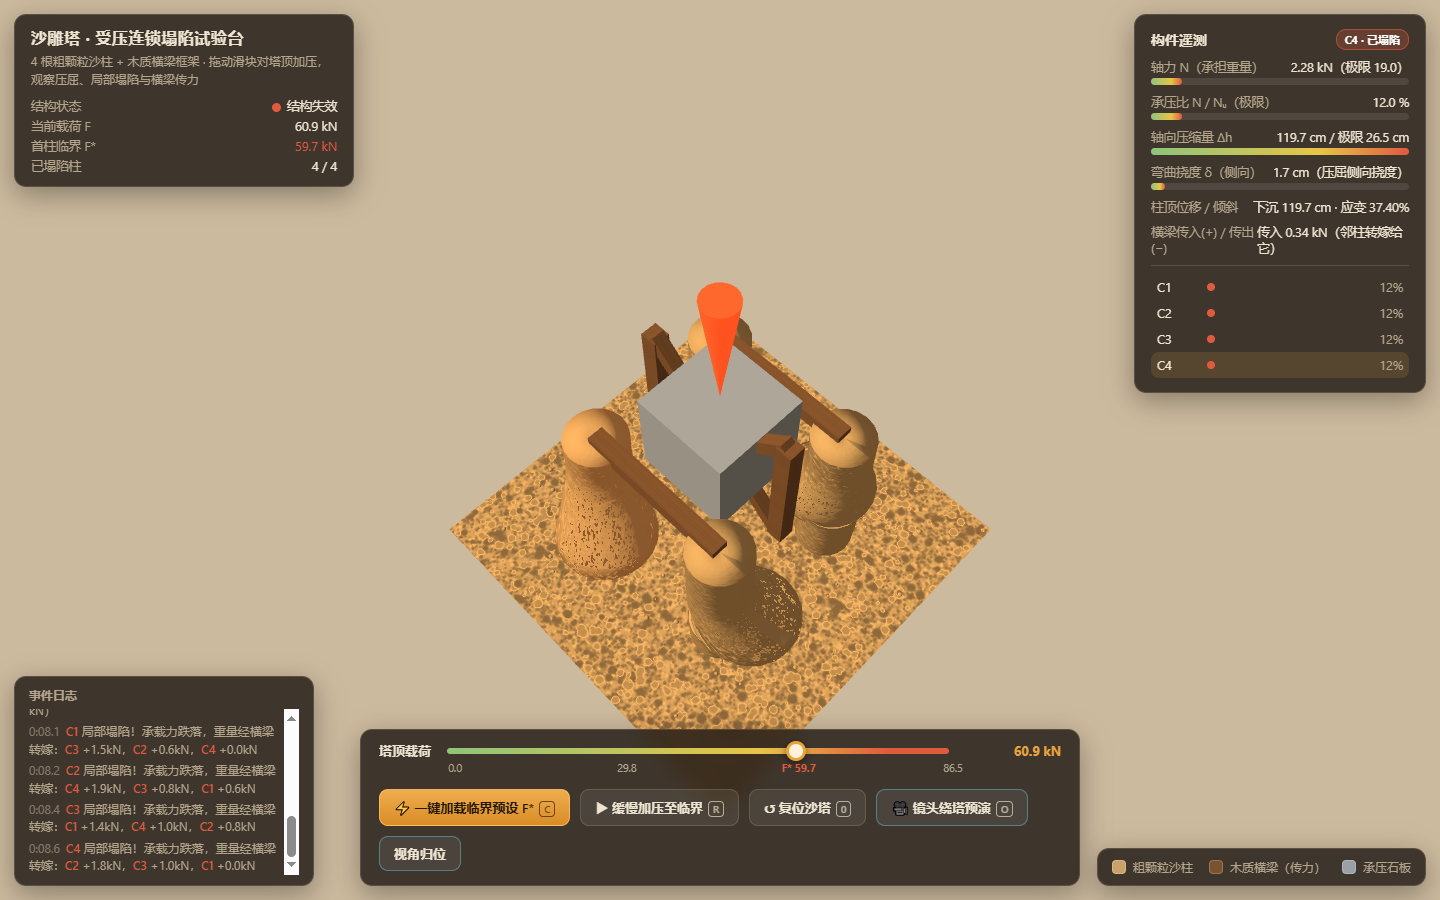 沙雕塔 · 受压连锁塌陷试验台
4 根粗颗粒沙柱 + 木质横梁框架 · 拖动滑块对塔顶加压，
观察压屈、局部塌陷与横梁传力
结构状态 结构失效
当前载荷 F 60.9 kN
首柱临界 F* 59.7 kN
已塌陷柱 4 / 4
构件遥测 C4 · 已塌陷
轴力 N（承担重量） 2.28 kN（极限 19.0）
承压比 N / Nᵤ（极限） 12.0 %
轴向压缩量 Δh 119.7 cm / 极限 26.5 cm
弯曲挠度 δ（侧向） 1.7 cm（压屈侧向挠度）
柱顶位移 / 倾斜 下沉 119.7 cm · 应变 37.40%
横梁传入(+) / 传出 传入 0.34 kN（邻柱转嫁给
(−) 它）
C1 12%
C2 12%
C3 12%
C4 12%
事件日志
kN）
0:08.1 C1 局部塌陷！承载力跌落，重量经横梁
转嫁：C3 +1.5kN，C2 +0.6kN，C4 +0.0kN
0:08.2 C2 局部塌陷！承载力跌落，重量经横梁
转嫁：C4 +1.9kN，C3 +0.8kN，C1 +0.6kN
0:08.4 C3 局部塌陷！承载力跌落，重量经横梁
转嫁：C1 +1.4kN，C4 +1.0kN，C2 +0.8kN
0:08.6 C4 局部塌陷！承载力跌落，重量经横梁
转嫁：C2 +1.8kN，C3 +1.0kN，C1 +0.0kN
塔顶载荷 60.9 kN
0.0 29.8 F* 59.7 86.5
一键加载临界预设 F* C
▶ 缓慢加压至临界 R
↺ 复位沙塔 0
镜头绕塔预演 O
视角归位
粗颗粒沙柱 木质横梁（传力） 承压石板